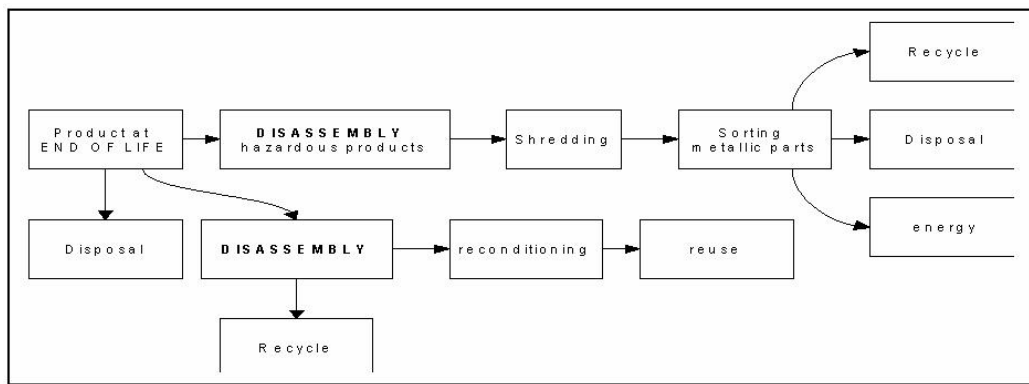 Recycle
Product at
END OF LIFE
DISASSEMBLY
hazardous products
Shredding
Sorting
metallic parts
Disposal
energy
Disposal
DISASSEMBLY
reconditioning
reuse
Recycle